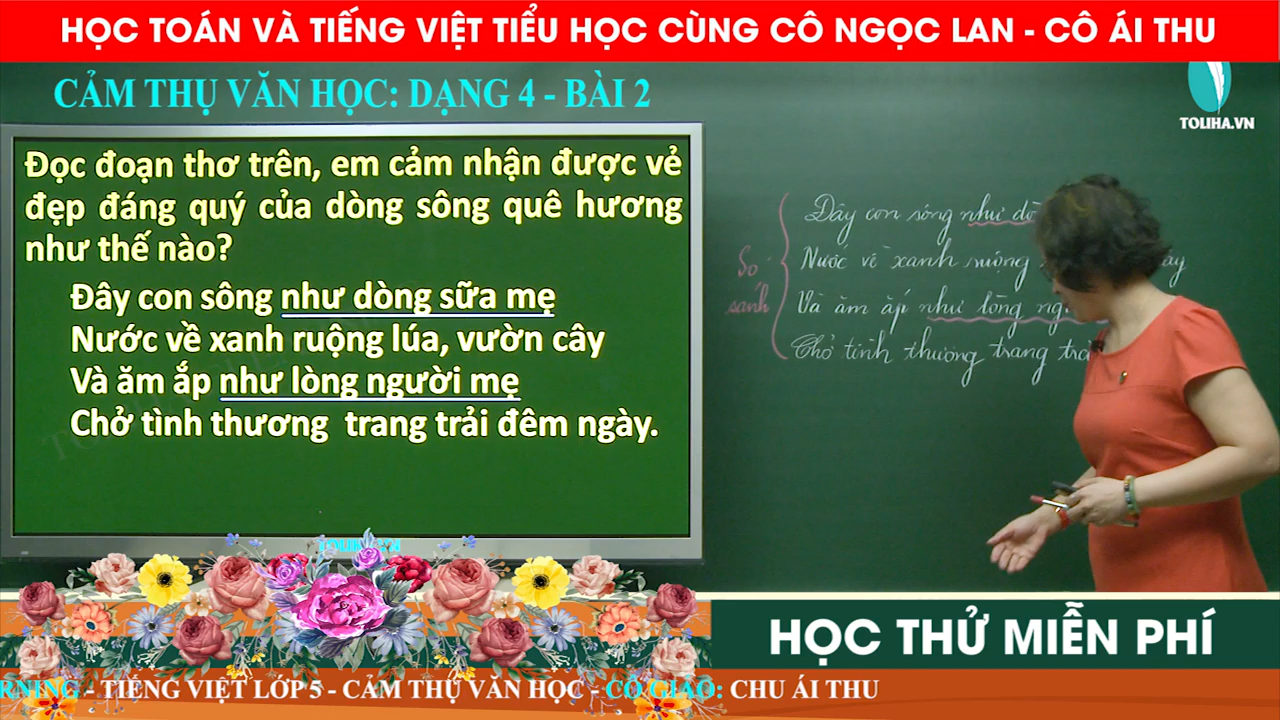 HỌC TOÁN VÀ TIẾNG VIỆT TIỂU HỌC CÙNG CÔ NGỌC LAN - CÔ ÁI THU
CẢM THỤ VĂN HỌC: DẠNG 4 - BÀI 2
TOLIHA.VN
Đọc đoạn thơ trên, em cảm nhận được vẻ
đẹp đáng quý của dòng sông quê hương
như thế nào?
Đây con sông như dòng sữa mẹ
Nước về xanh ruộng lúa, vườn cây
Và ăm ắp như lòng người mẹ
Chở tình thương trang trải đêm ngày.
So
sánh
Đây con sông như
Nước về xanh ruộng
Và ăm ắp như lòng
Chở tình thương trang
HỌC THỬ MIỄN PHÍ
RNING - TIẾNG VIỆT LỚP 5 - CẢM THỤ VĂN HỌC - CÔ GIÁO: CHU ÁI THU